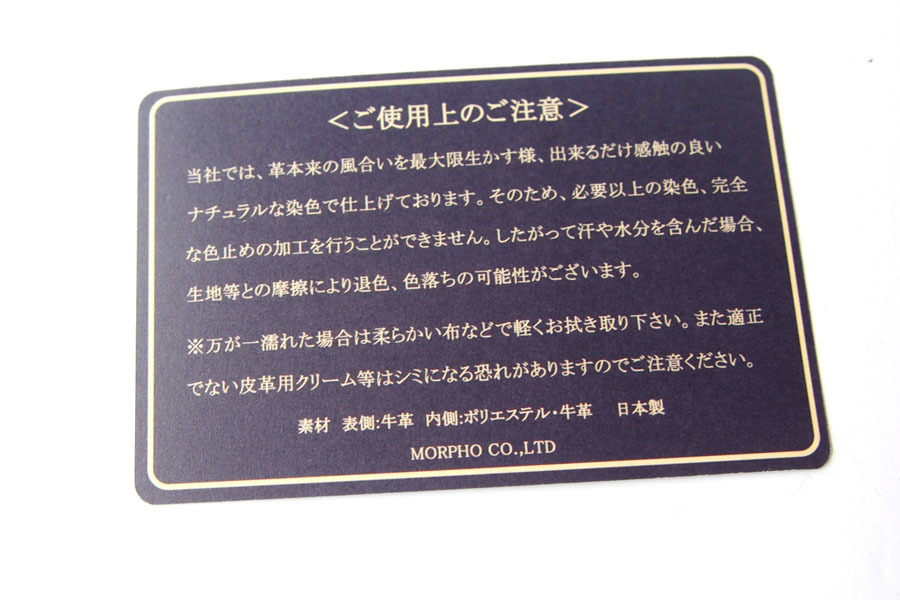 ＜ご使用上のご注意＞
当社では、革本来の風合いを最大限生かす様、出来るだけ感触の良い
ナチュラルな染色で仕上げております。そのため、必要以上の染色、完全
な色止めの加工を行うことができません。したがって汗や水分を含んだ場合、
生地等との摩擦により退色、色落ちの可能性がございます。
※万が一濡れた場合は柔らかい布などで軽くお拭き取り下さい。また適正
でない皮革用クリーム等はシミになる恐れがありますのでご注意ください。
素材 表側:牛革 内側:ポリエステル・牛革 日本製
MORPHO CO.,LTD